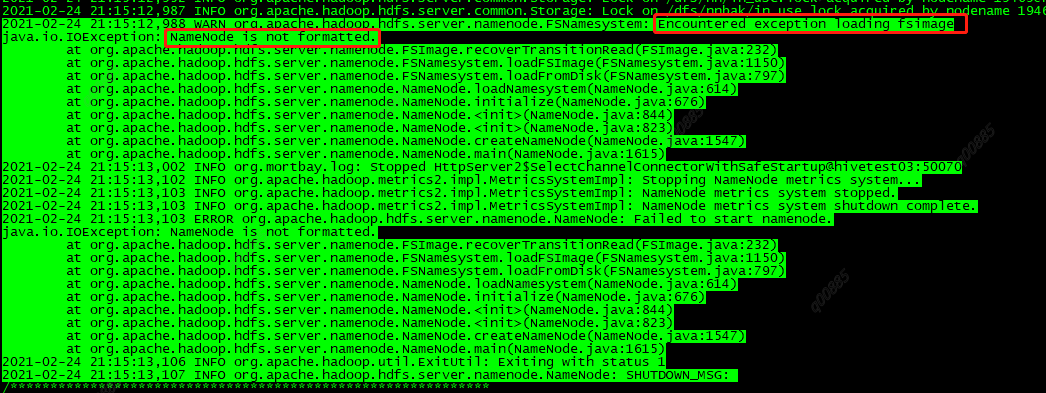 2021-02-24 21:15:12,987 INFO org.apache.hadoop.hdfs.server.common.Storage: Lock on /dfs/nnbak/in_use.lock acquired by nodename 1946
2021-02-24 21:15:12,988 WARN org.apache.hadoop.hdfs.server.namenode.FSNamesystem: Encountered exception loading fsimage
java.io.IOException: NameNode is not formatted.
at org.apache.hadoop.hdfs.server.namenode.FSImage.recoverTransitionRead(FSImage.java:232)
at org.apache.hadoop.hdfs.server.namenode.FSNamesystem.loadFSImage(FSNamesystem.java:1150)
at org.apache.hadoop.hdfs.server.namenode.FSNamesystem.loadFromDisk(FSNamesystem.java:797)
at org.apache.hadoop.hdfs.server.namenode.NameNode.loadNamesystem(NameNode.java:614)
at org.apache.hadoop.hdfs.server.namenode.NameNode.initialize(NameNode.java:676)
at org.apache.hadoop.hdfs.server.namenode.NameNode.<init>(NameNode.java:844)
at org.apache.hadoop.hdfs.server.namenode.NameNode.<init>(NameNode.java:823)
at org.apache.hadoop.hdfs.server.namenode.NameNode.createNameNode(NameNode.java:1547)
at org.apache.hadoop.hdfs.server.namenode.NameNode.main(NameNode.java:1615)
2021-02-24 21:15:13,002 INFO org.mortbay.log: Stopped HttpServer2$SelectChannelConnectorWithSafeStartup@hivetest03:50070
2021-02-24 21:15:13,102 INFO org.apache.hadoop.metrics2.impl.MetricsSystemImpl: Stopping NameNode metrics system...
2021-02-24 21:15:13,103 INFO org.apache.hadoop.metrics2.impl.MetricsSystemImpl: NameNode metrics system stopped.
2021-02-24 21:15:13,103 INFO org.apache.hadoop.metrics2.impl.MetricsSystemImpl: NameNode metrics system shutdown complete.
2021-02-24 21:15:13,103 ERROR org.apache.hadoop.hdfs.server.namenode.NameNode: Failed to start namenode.
java.io.IOException: NameNode is not formatted.
at org.apache.hadoop.hdfs.server.namenode.FSImage.recoverTransitionRead(FSImage.java:232)
at org.apache.hadoop.hdfs.server.namenode.FSNamesystem.loadFSImage(FSNamesystem.java:1150)
at org.apache.hadoop.hdfs.server.namenode.FSNamesystem.loadFromDisk(FSNamesystem.java:797)
at org.apache.hadoop.hdfs.server.namenode.NameNode.loadNamesystem(NameNode.java:614)
at org.apache.hadoop.hdfs.server.namenode.NameNode.initialize(NameNode.java:676)
at org.apache.hadoop.hdfs.server.namenode.NameNode.<init>(NameNode.java:844)
at org.apache.hadoop.hdfs.server.namenode.NameNode.<init>(NameNode.java:823)
at org.apache.hadoop.hdfs.server.namenode.NameNode.createNameNode(NameNode.java:1547)
at org.apache.hadoop.hdfs.server.namenode.NameNode.main(NameNode.java:1615)
2021-02-24 21:15:13,106 INFO org.apache.hadoop.util.ExitUtil: Exiting with status 1
2021-02-24 21:15:13,107 INFO org.apache.hadoop.hdfs.server.namenode.NameNode: SHUTDOWN_MSG:
/************************************************************
q00885
q00885